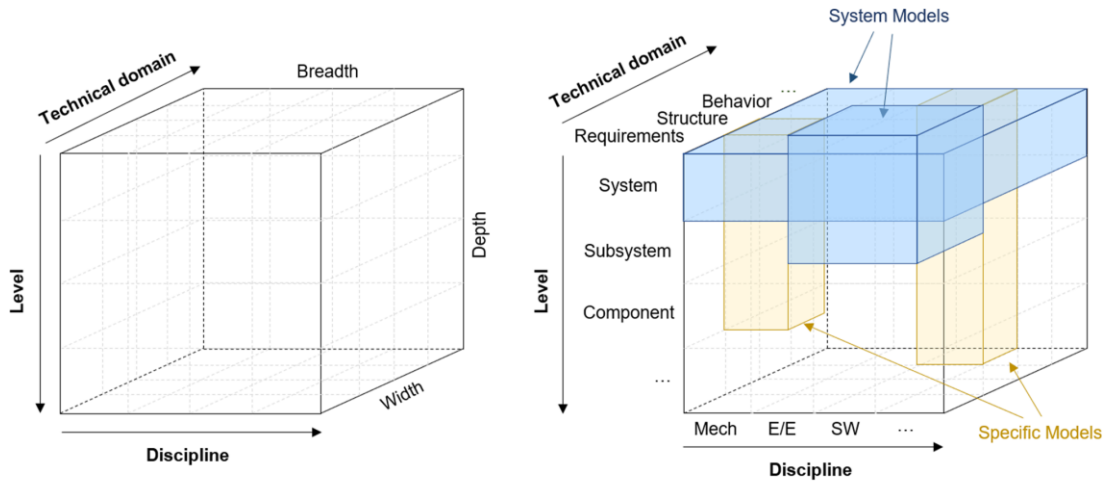 Technical domain
Breadth
Level
Depth
Width
Discipline
System Models
Technical domain
...
Behavior
Structure
Requirements
System
Subsystem
Level
Component
...
Mech E/E SW ...
Specific Models
Discipline